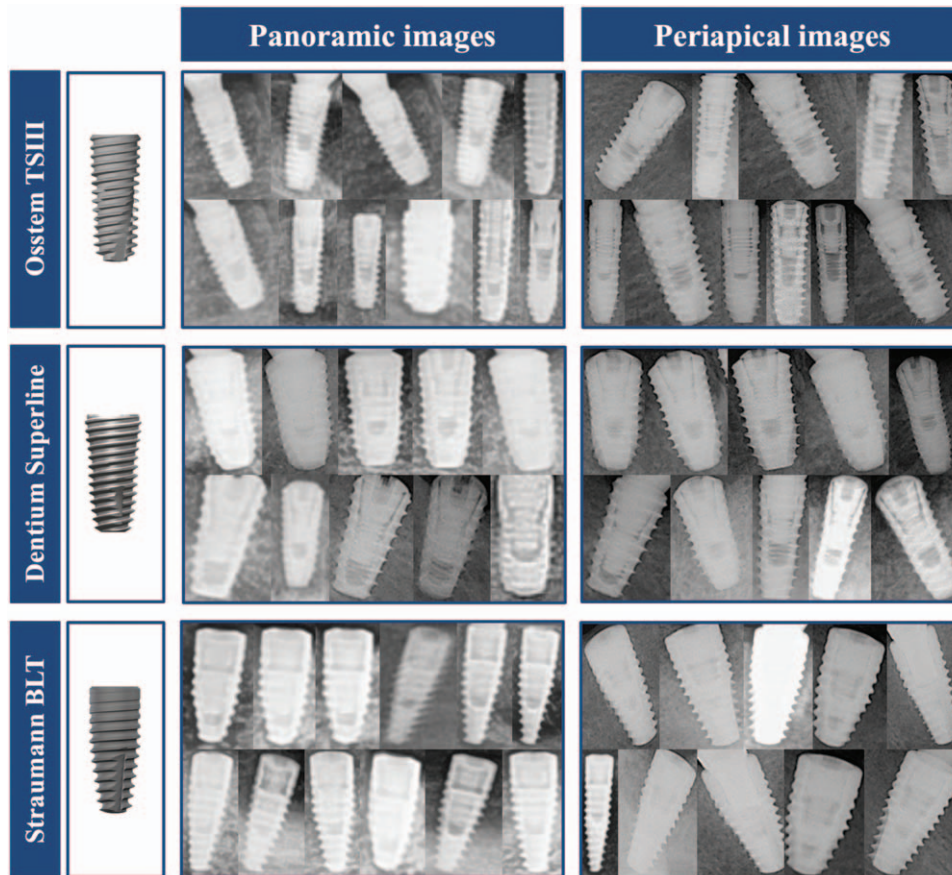 Panoramic images
Periapical images
Osstem TSIII
Dentium Superline
Straumann BLT